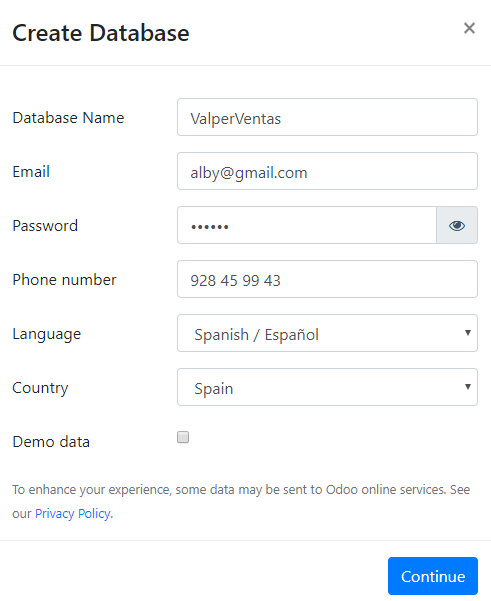 Create Database ×
Database Name ValperVentas
Email alby@gmail.com
Password ••••••
Phone number 928 45 99 43
Language Spanish / Español
Country Spain
Demo data
To enhance your experience, some data may be sent to Odoo online services. See
our Privacy Policy.
Continue